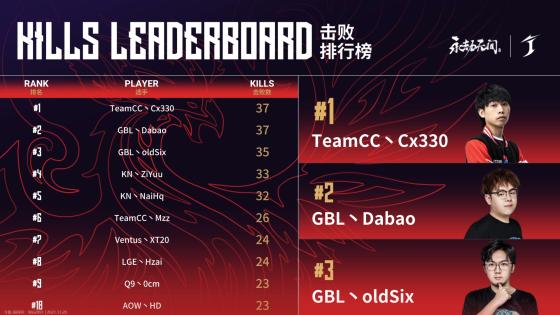 KILLS LEADERBOARD
击败
排行榜
永劫无间
RANK PLAYER KILLS
排名 选手 击败数
#1 TeamCC丶Cx330 37
#2 GBL丶Dabao 37
#3 GBL丶oldSix 35
#4 KN丶ZiYuu 33
#5 KN丶NaiHq 32
#6 TeamCC丶Mzz 26
#7 Ventus丶XT20 24
#8 LGE丶Hzai 24
#9 Q9丶0cm 23
#10 AOW丶HD 23
#1
TeamCC丶Cx330
#2
GBL丶Dabao
#3
GBL丶oldSix